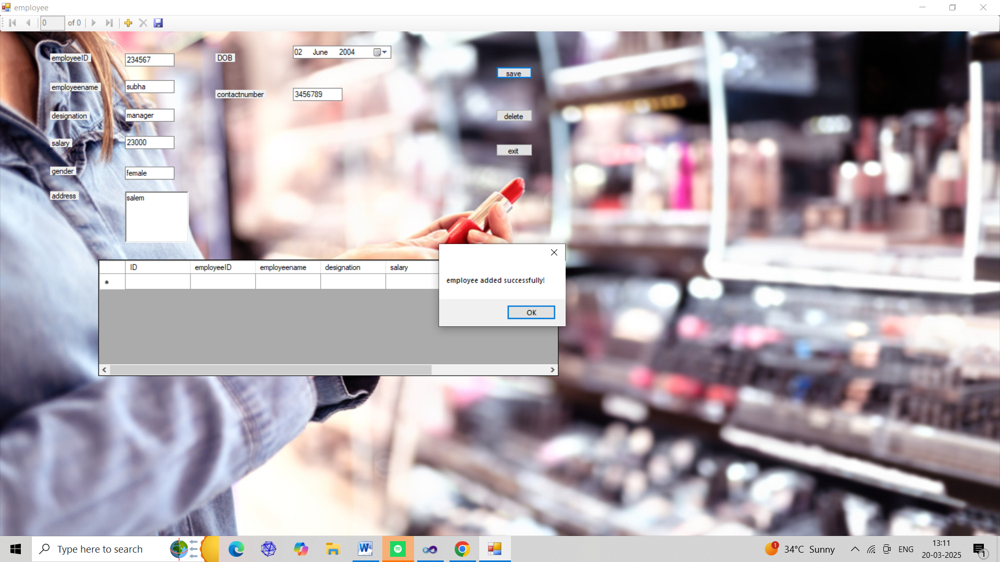 employee
0 of 0
employeeID 234567 DOB 02 June 2004
save
employeename subha contactnumber 3456789
designation manager delete
salary 23000 exit
gender female
address salem
ID employeeID employeename designation salary
employee added successfully!
OK
Type here to search
1 34°C Sunny ENG 13:11
20-03-2025 1